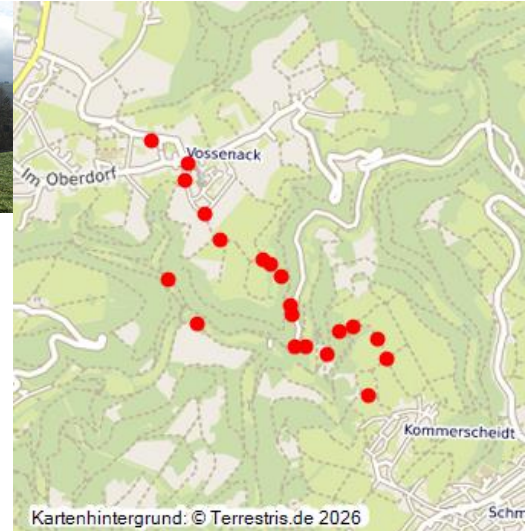 Vossenack
Im Oberdorf
Kommerscheidt
Schm
Kartenhintergrund: © Terrestris.de 2026